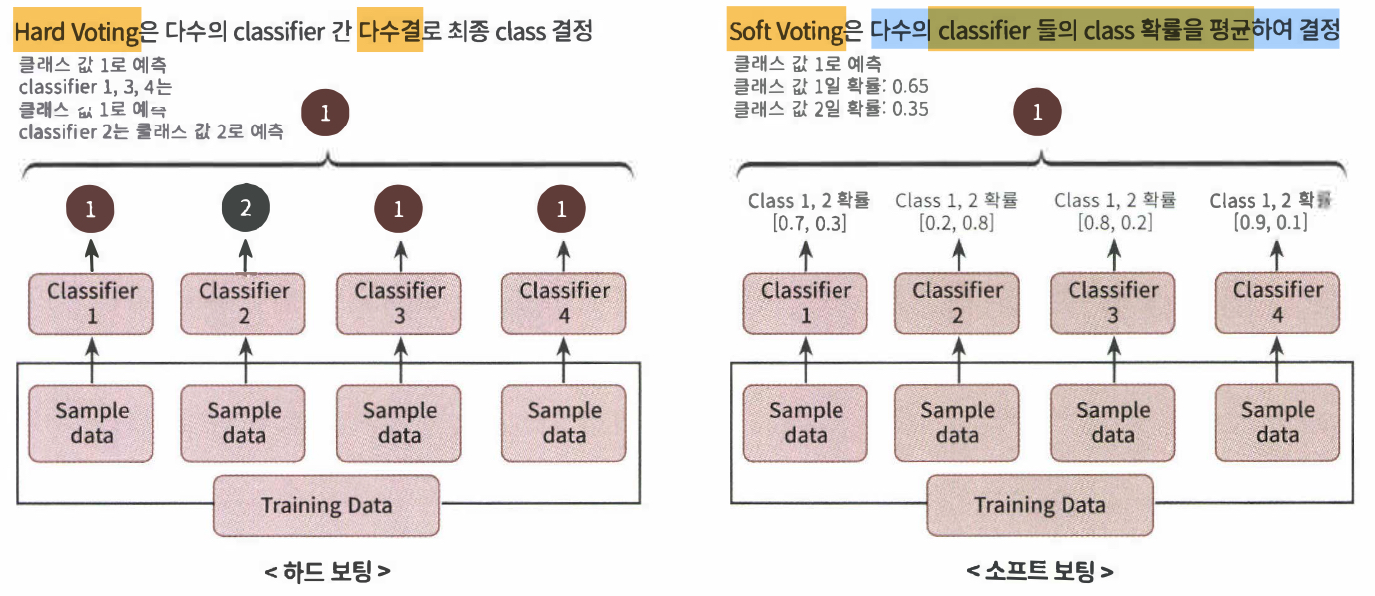 Hard Voting은 다수의 classifier 간 다수결로 최종 class 결정
클래스 값 1로 예측
classifier 1, 3, 4는
클래스 값 1로 예측
classifier 2는 클래스 값 2로 예측
1
1 2 1 1
Classifier 1 Classifier 2 Classifier 3 Classifier 4
Sample data Sample data Sample data Sample data
Training Data
< 하드 보팅 >
Soft Voting은 다수의 classifier 들의 class 확률을 평균하여 결정
클래스 값 1로 예측
클래스 값 1일 확률: 0.65
클래스 값 2일 확률: 0.35
1
Class 1, 2 확률 Class 1, 2 확률 Class 1, 2 확률 Class 1, 2 확률
[0.7, 0.3] [0.2, 0.8] [0.8, 0.2] [0.9, 0.1]
Classifier 1 Classifier 2 Classifier 3 Classifier 4
Sample data Sample data Sample data Sample data
Training Data
< 소프트 보팅 >